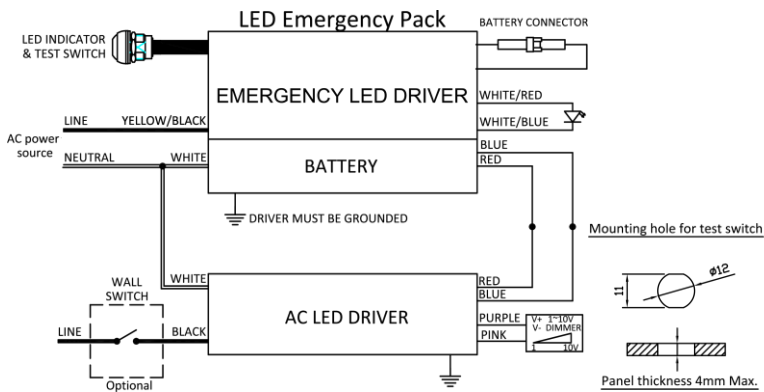 LED Emergency Pack
BATTERY CONNECTOR
LED INDICATOR
& TEST SWITCH
EMERGENCY LED DRIVER
WHITE/RED
WHITE/BLUE
LINE
YELLOW/BLACK
AC power
source
NEUTRAL
WHITE
BATTERY
BLUE
RED
DRIVER MUST BE GROUNDED
Mounting hole for test switch
11
ø12
WHITE
WALL
SWITCH
LINE
BLACK
Optional
AC LED DRIVER
RED
BLUE
PURPLE
PINK
V+ 1~10V
V- DIMMER
1 10V
Panel thickness 4mm Max.